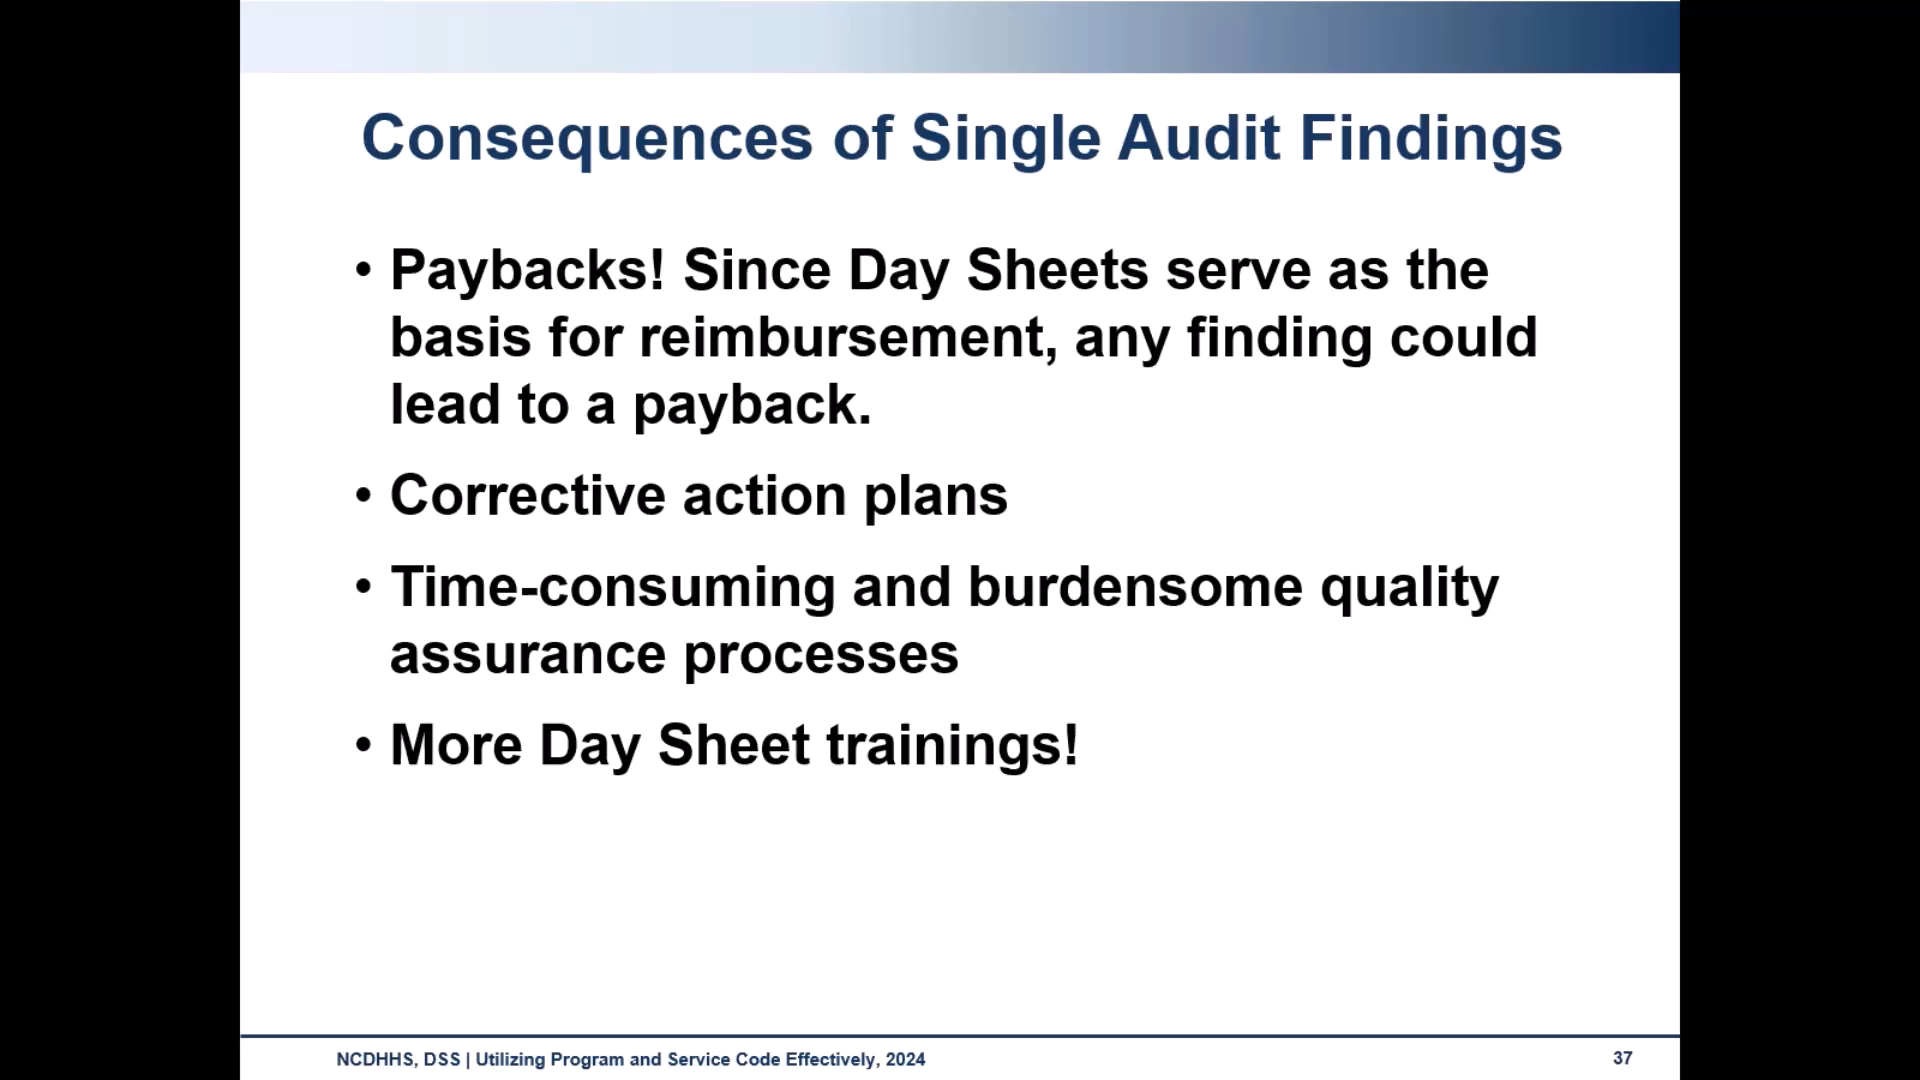 Consequences of Single Audit Findings
• Paybacks! Since Day Sheets serve as the
basis for reimbursement, any finding could
lead to a payback.
• Corrective action plans
• Time-consuming and burdensome quality
assurance processes
• More Day Sheet trainings!
NCDHHS, DSS | Utilizing Program and Service Code Effectively, 2024
37